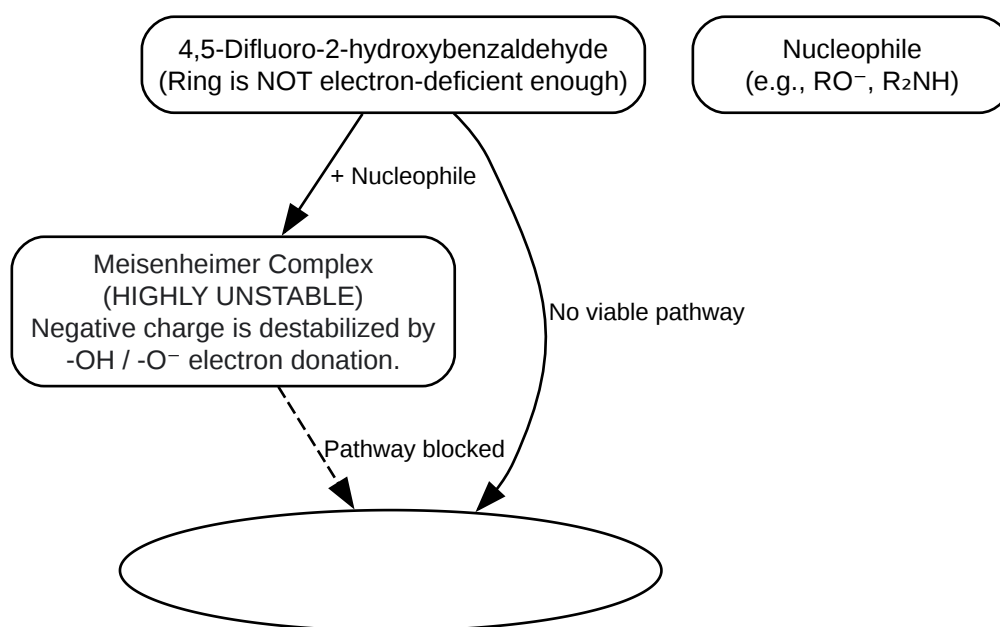 4,5-Difluoro-2-hydroxybenzaldehyde
(Ring is NOT electron-deficient enough)
Nucleophile
(e.g., RO⁻, R₂NH)
+ Nucleophile
Meisenheimer Complex
(HIGHLY UNSTABLE)
Negative charge is destabilized by
-OH / -O⁻ electron donation.
No viable pathway
Pathway blocked